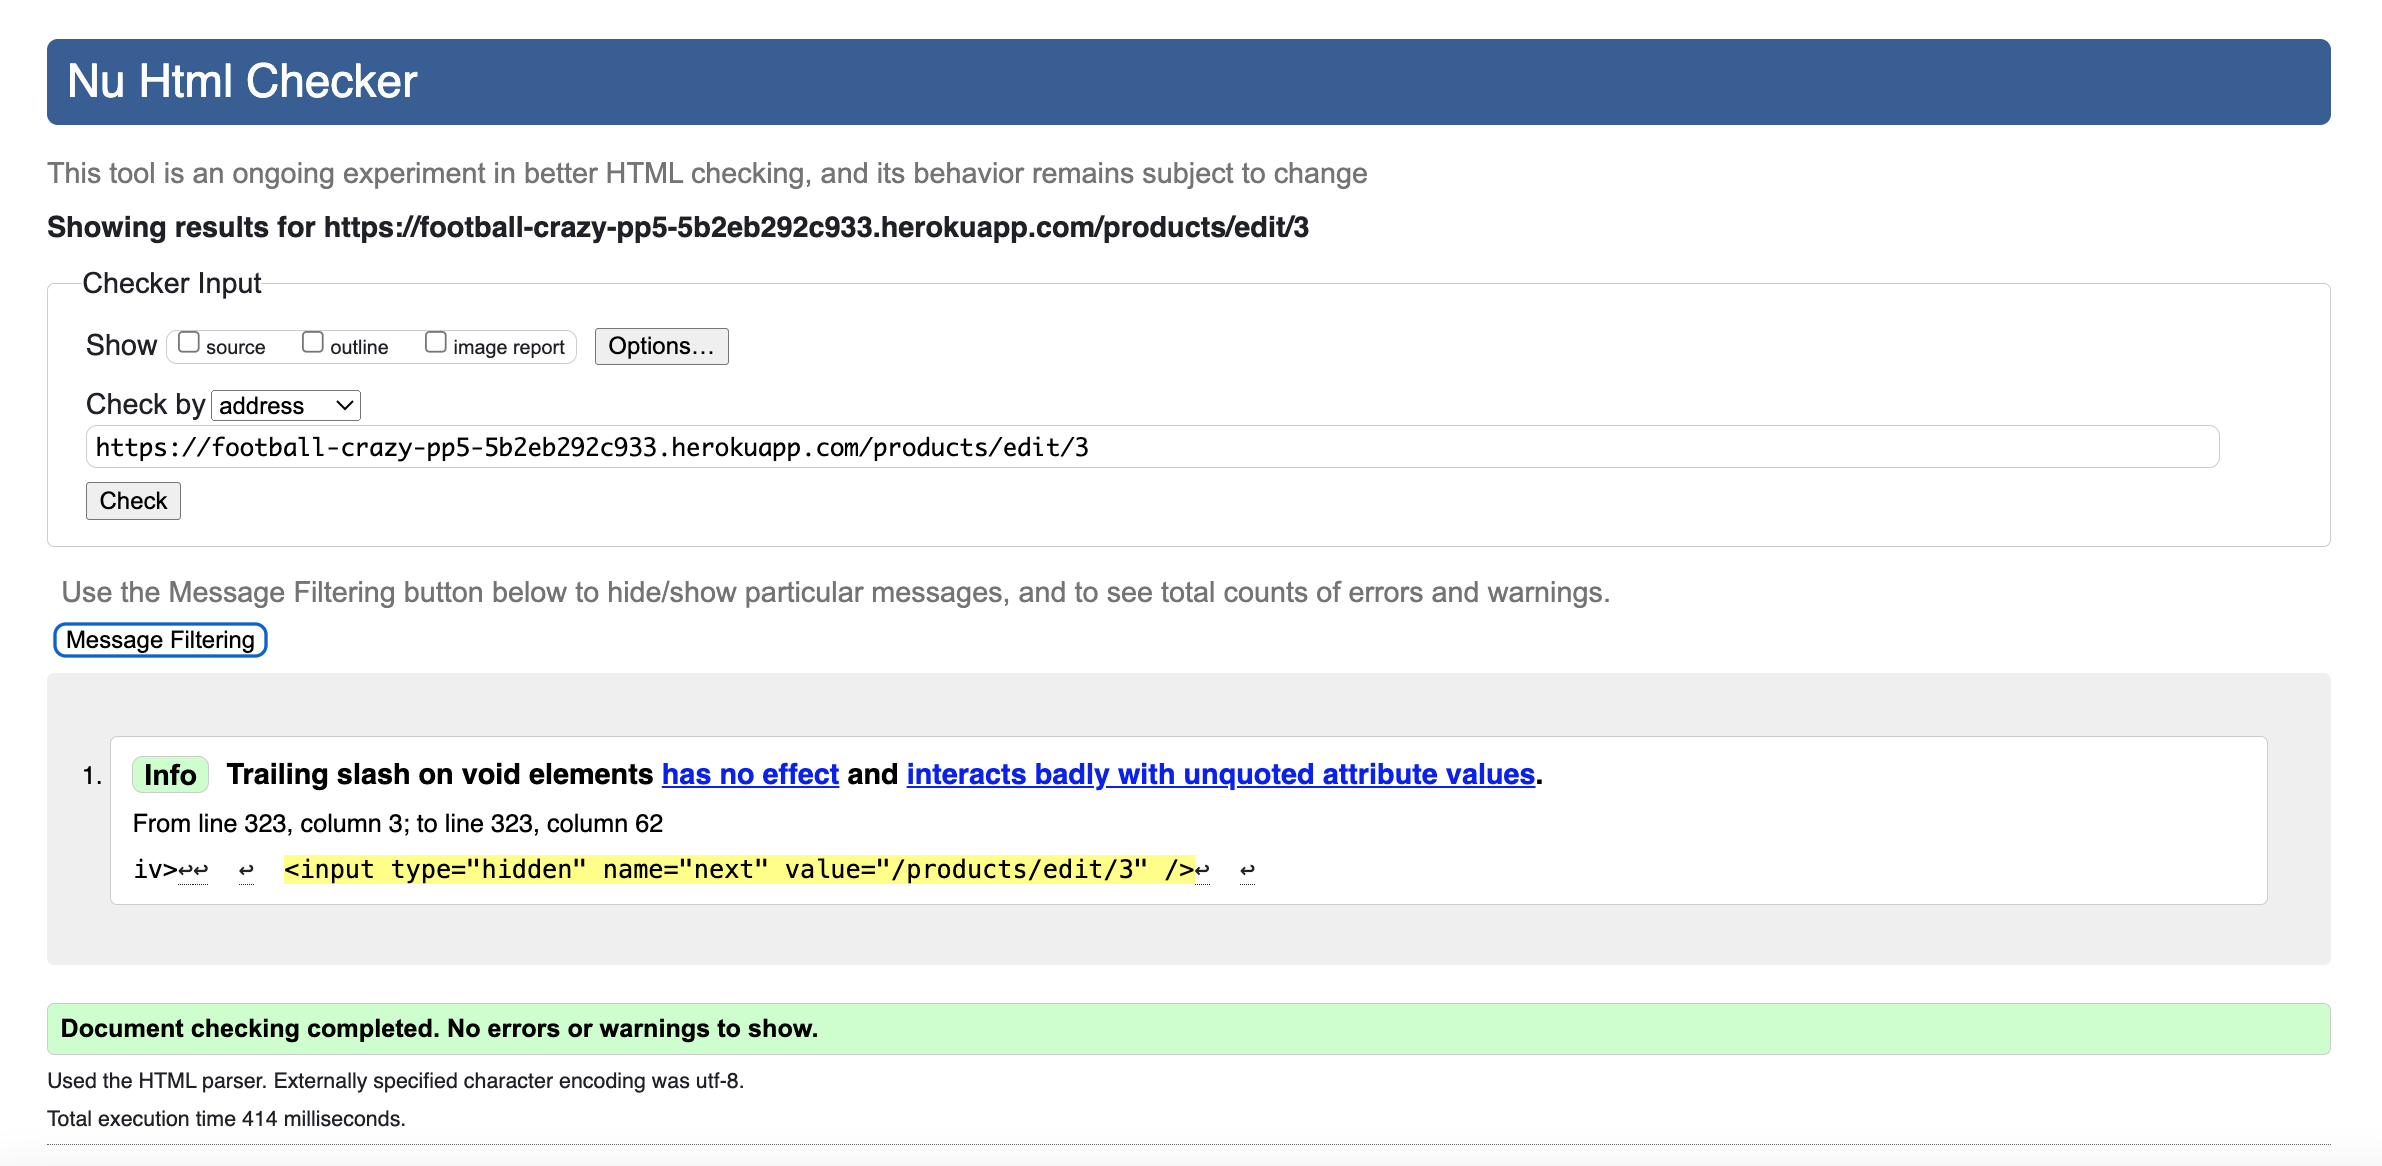 Nu Html Checker
This tool is an ongoing experiment in better HTML checking, and its behavior remains subject to change
Showing results for https://football-crazy-pp5-5b2eb292c933.herokuapp.com/products/edit/3
Checker Input
Show source outline image report Options...
Check by address
https://football-crazy-pp5-5b2eb292c933.herokuapp.com/products/edit/3
Check
Use the Message Filtering button below to hide/show particular messages, and to see total counts of errors and warnings.
Message Filtering
1. Info Trailing slash on void elements has no effect and interacts badly with unquoted attribute values.
From line 323, column 3; to line 323, column 62
iv>↩↩ ↩ <input type="hidden" name="next" value="/products/edit/3" />↩ ↩
Document checking completed. No errors or warnings to show.
Used the HTML parser. Externally specified character encoding was utf-8.
Total execution time 414 milliseconds.